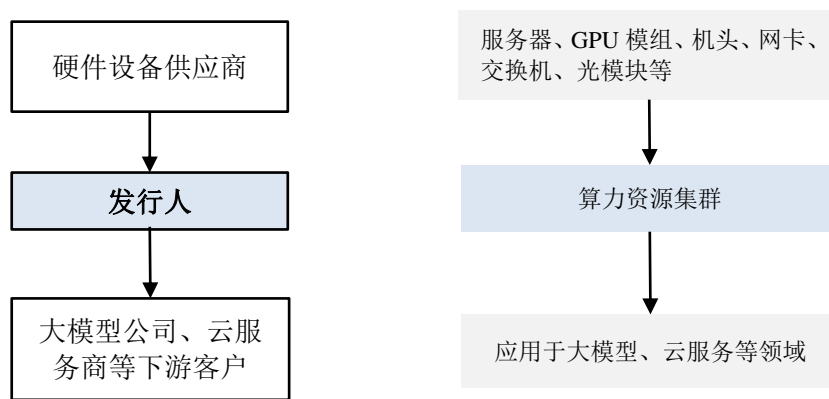 硬件设备供应商
发行人
大模型公司、云服
务商等下游客户
服务器、GPU 模组、机头、网卡、
交换机、光模块等
算力资源集群
应用于大模型、云服务等领域